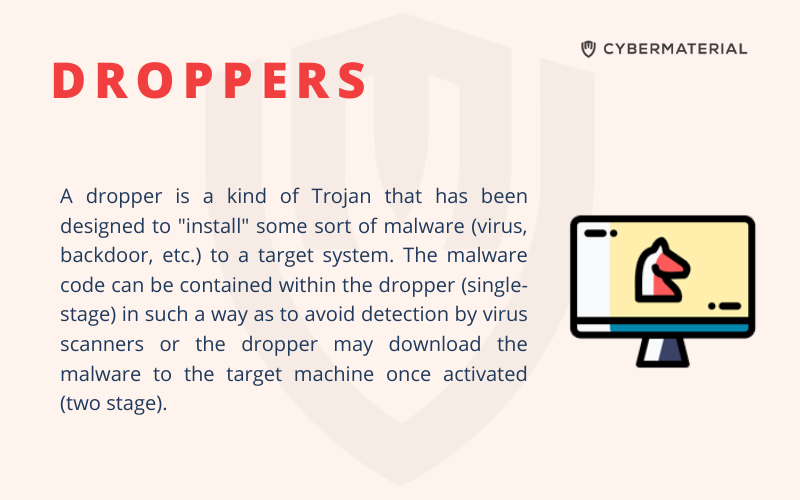 CYBERMATERIAL
DROPPERS
A dropper is a kind of Trojan that has been
designed to "install" some sort of malware (virus,
backdoor, etc.) to a target system. The malware
code can be contained within the dropper (single-
stage) in such a way as to avoid detection by virus
scanners or the dropper may download the
malware to the target machine once activated
(two stage).